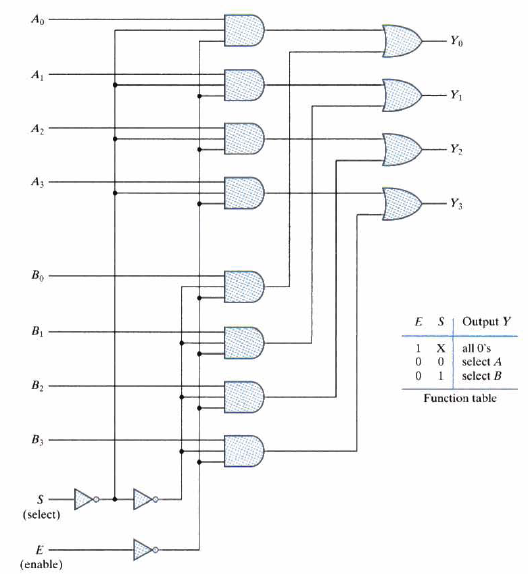 A0
Y0
A1
Y1
A2
Y2
A3
Y3
B0
B1
B2
B3
S
(select)
E
(enable)
E S Output Y
1 X all 0's
0 0 select A
0 1 select B
Function table